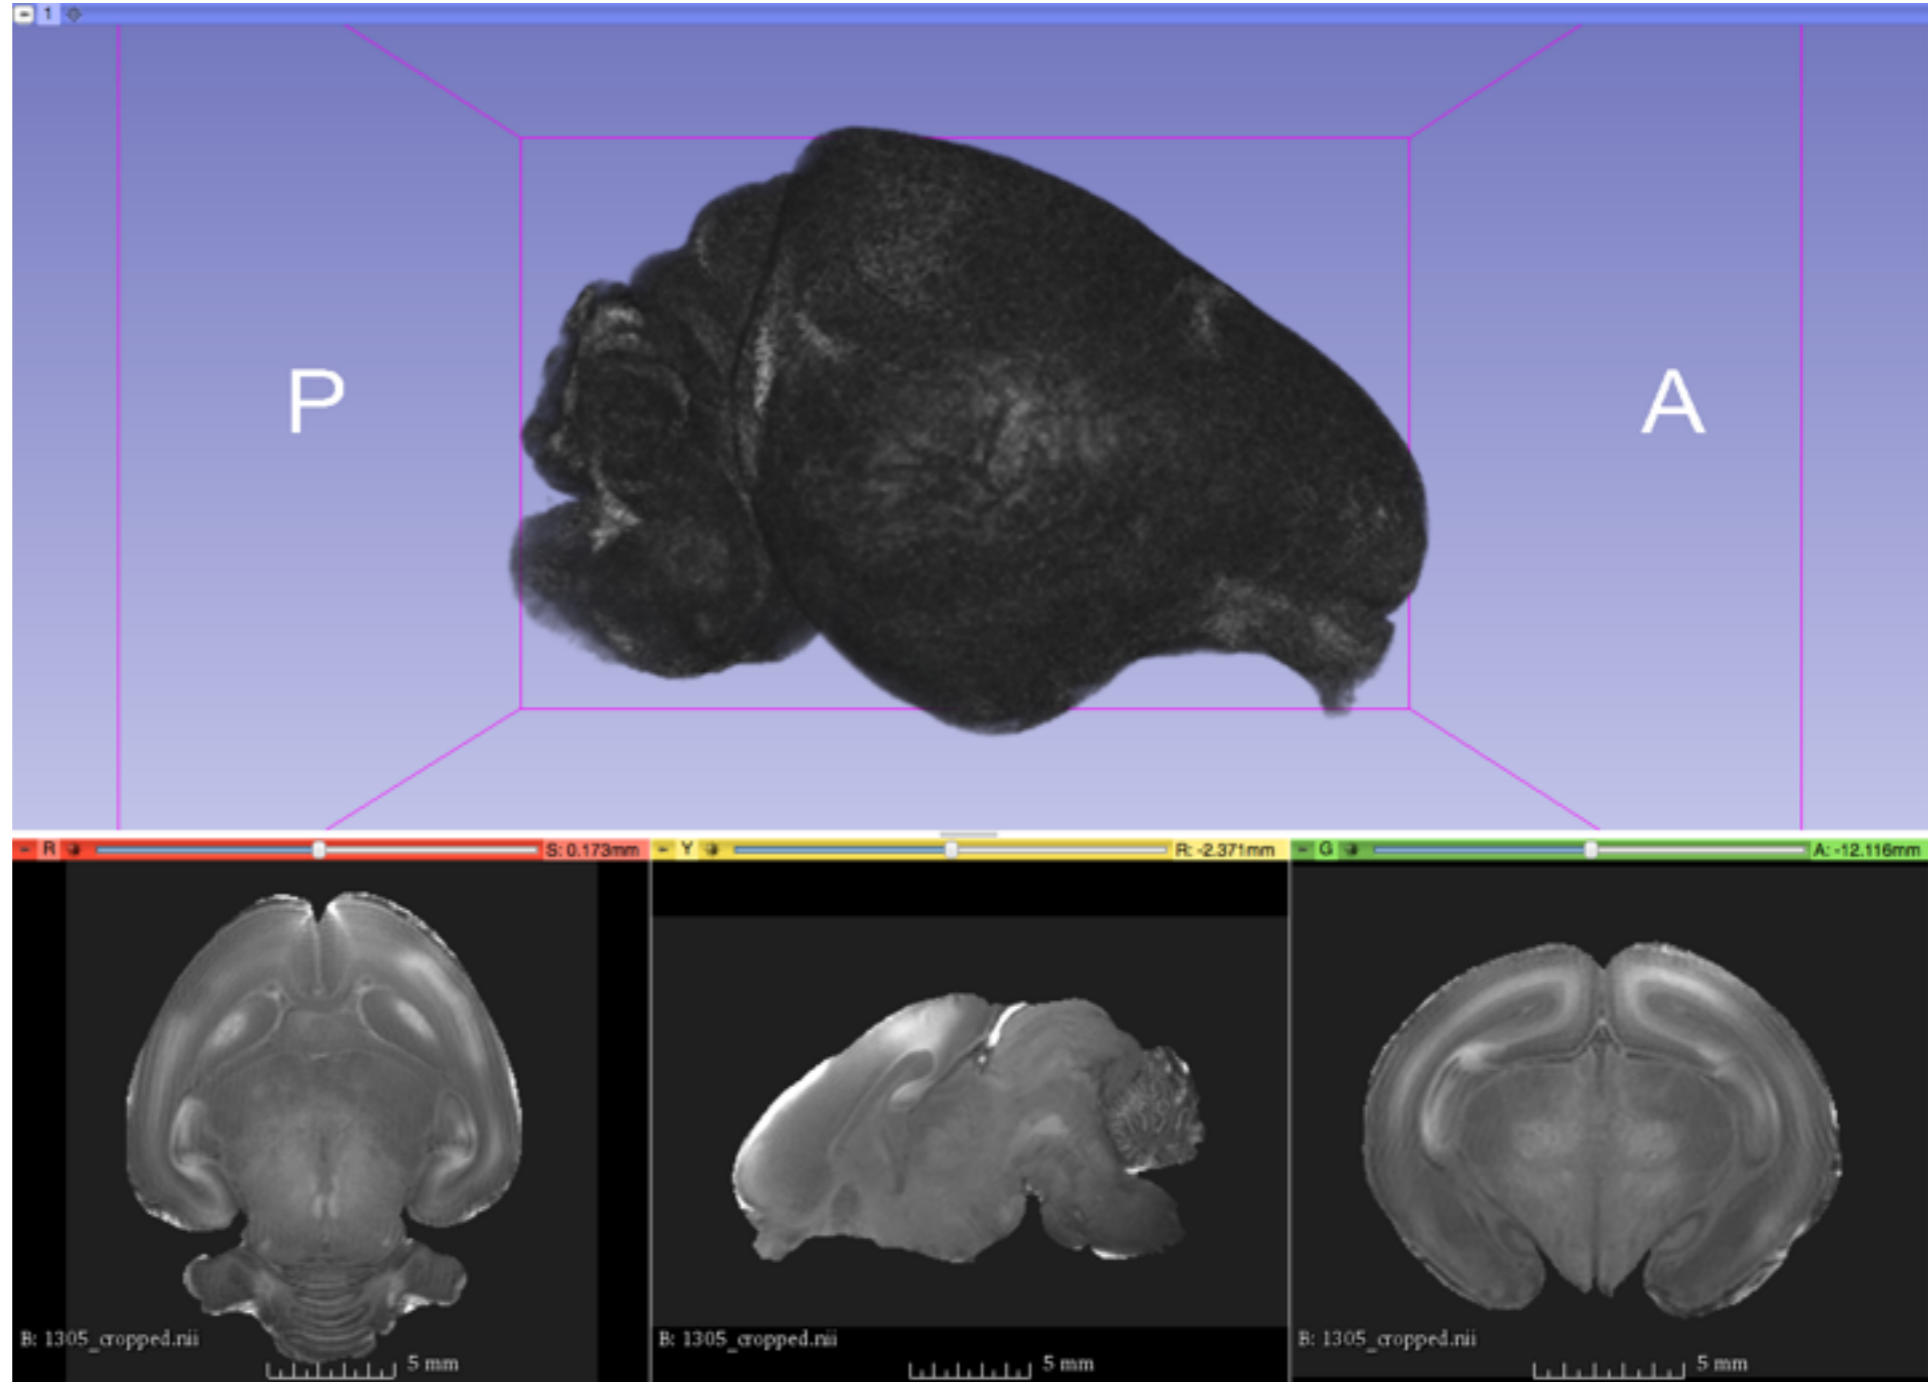 1
P
A
R
S: 0.173mm
Y
R: -2.371mm
G
A: -12.116mm
B: 1305_cropped.nii
5 mm
B: 1305_cropped.nii
5 mm
B: 1305_cropped.nii
5 mm